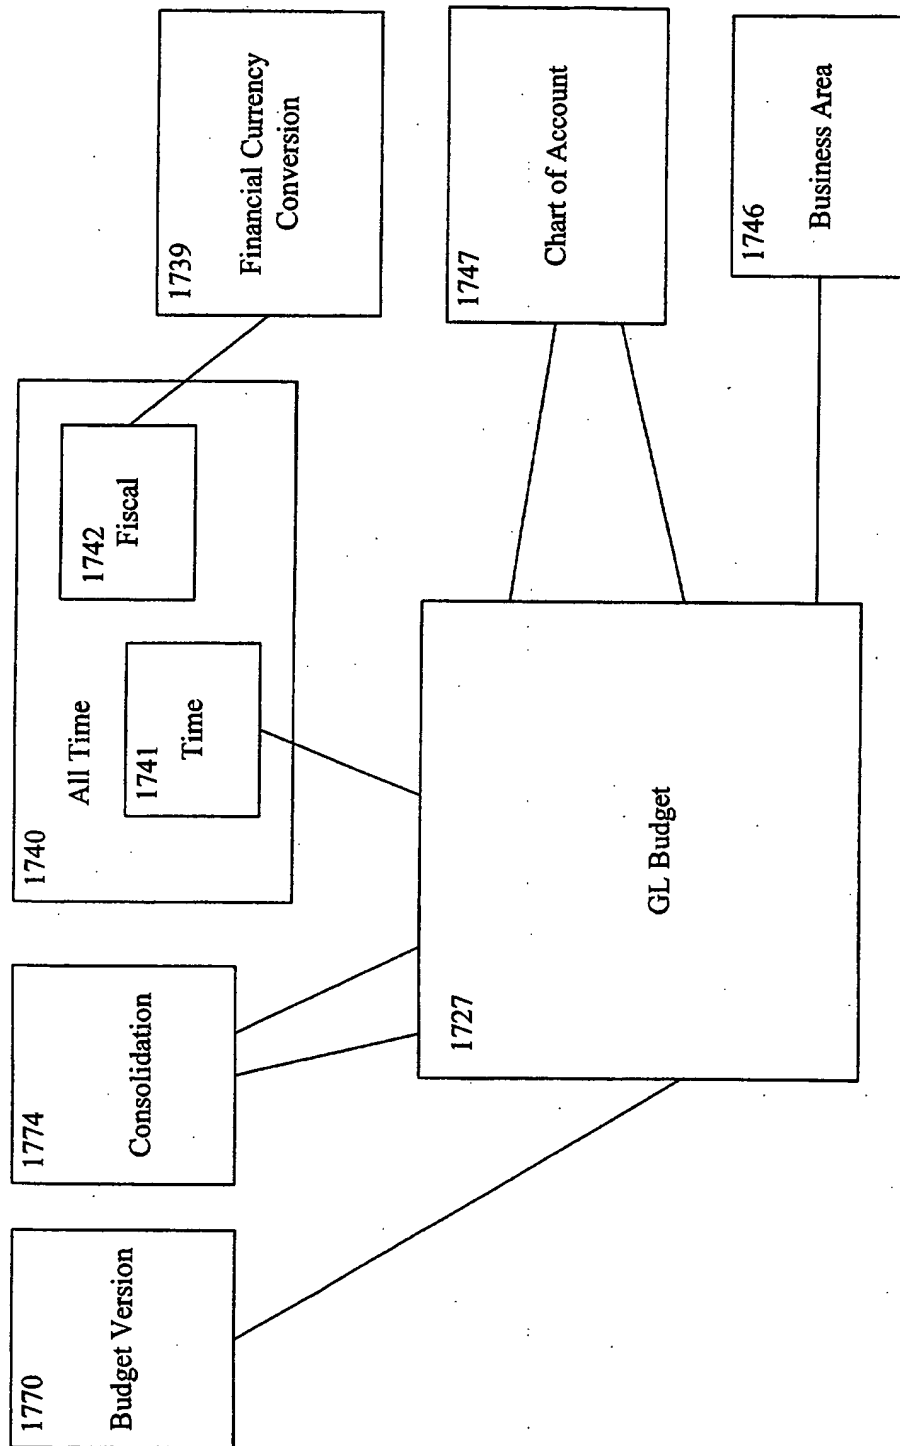 1770
Budget Version
1774
Consolidation
1740
All Time
1741
Time
1742
Fiscal
1739
Financial Currency
Conversion
1727
GL Budget
1747
Chart of Account
1746
Business Area